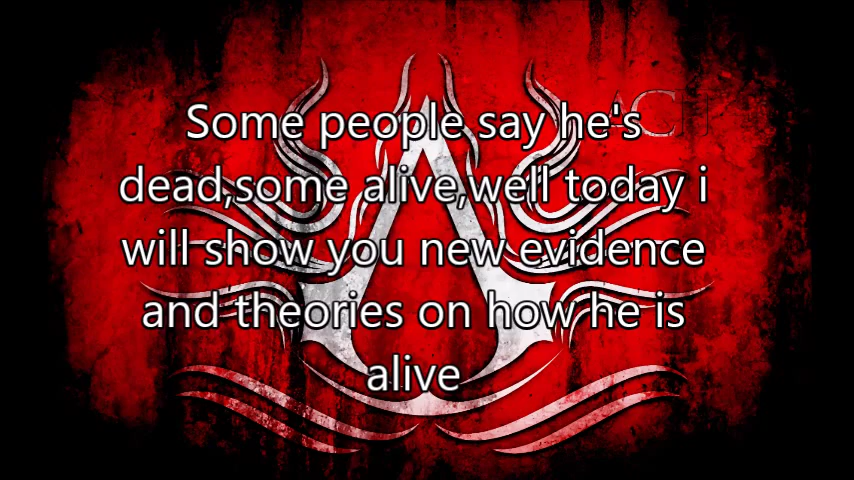 Some people say he's
dead,some alive,well today i
will show you new evidence
and theories on how he is
alive